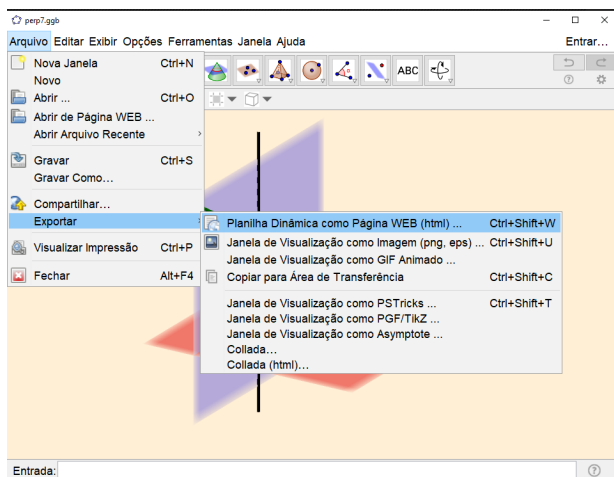 perp7.ggb
Arquivo Editar Exibir Opções Ferramentas Janela Ajuda Entrar...
Nova Janela Ctrl+N
Novo
Abrir ... Ctrl+O
Abrir de Página WEB ...
Abrir Arquivo Recente
Gravar Ctrl+S
Gravar Como...
Compartilhar...
Exportar
Visualizar Impressão Ctrl+P
Fechar Alt+F4
ABC
Planilha Dinâmica como Página WEB (html) ... Ctrl+Shift+W
Janela de Visualização como Imagem (png, eps) ... Ctrl+Shift+U
Janela de Visualização como GIF Animado ...
Copiar para Área de Transferência Ctrl+Shift+C
Janela de Visualização como PSTricks ... Ctrl+Shift+T
Janela de Visualização como PGF/TikZ ...
Janela de Visualização como Asymptote ...
Collada...
Collada (html)...
Entrada: